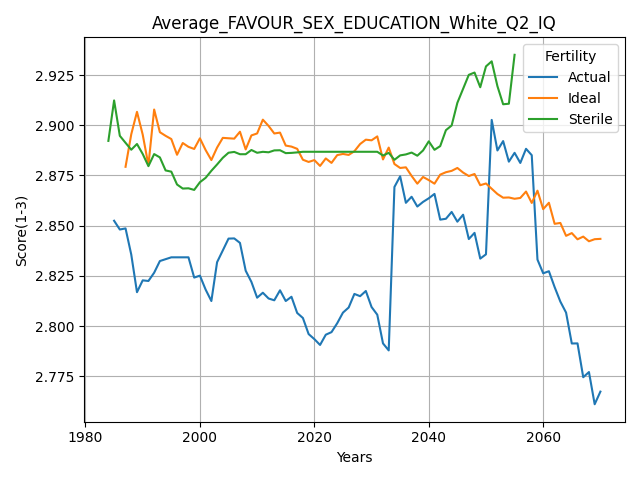 Average_FAVOUR_SEX_EDUCATION_White_Q2_IQ
Score(1-3)
2.925
2.900
2.875
2.850
2.825
2.800
2.775
Fertility
Actual
Ideal
Sterile
1980
2000
2020
2040
2060
Years